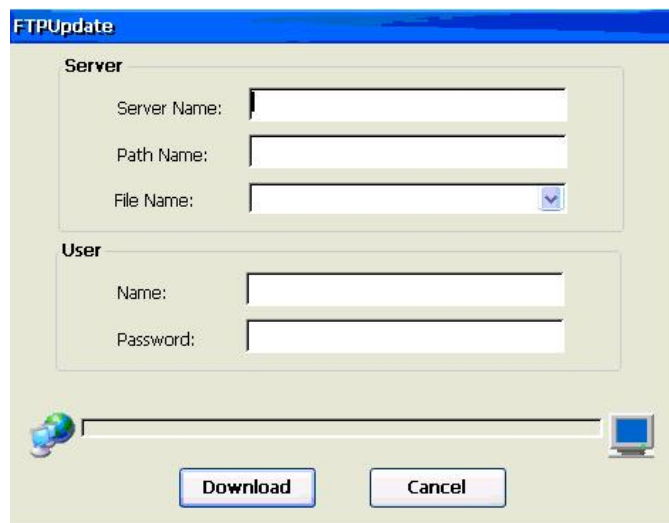 FTPUpdate
Server
Server Name:
Path Name:
File Name:
User
Name:
Password:
Download Cancel